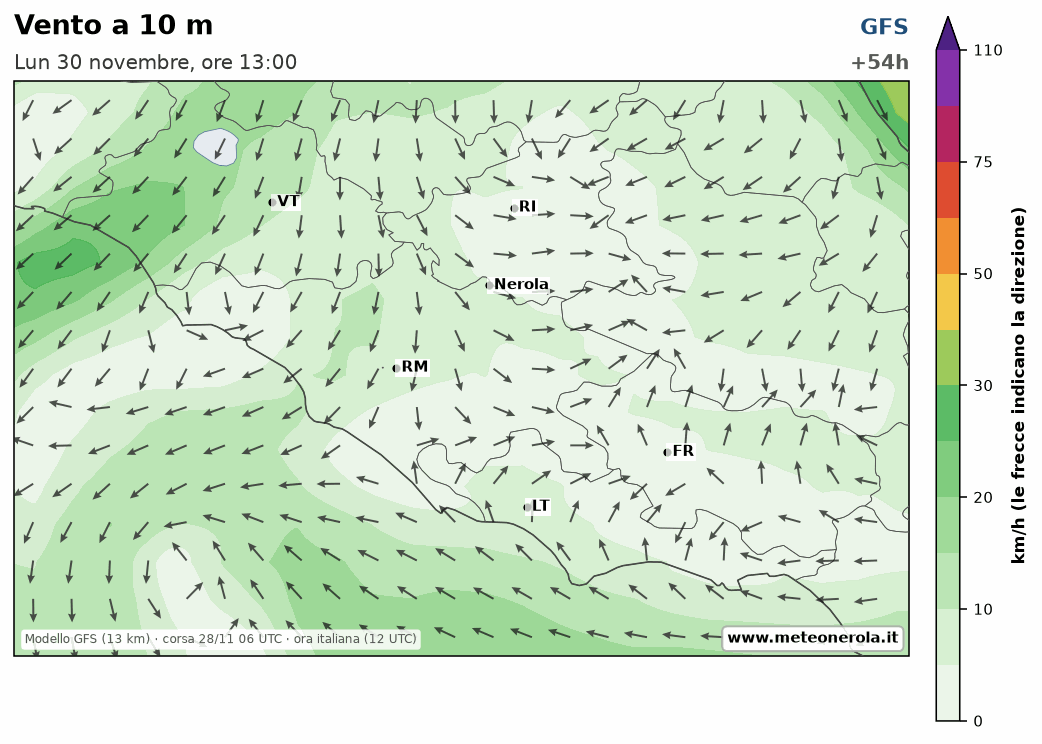 Vento a 10 m
GFS
Lun 30 novembre, ore 13:00
+54h
VT
RI
Nerola
RM
FR
LT
Modello GFS (13 km) · corsa 28/11 06 UTC · ora italiana (12 UTC)
www.meteonerola.it
110
75
50
30
20
10
0
km/h (le frecce indicano la direzione)